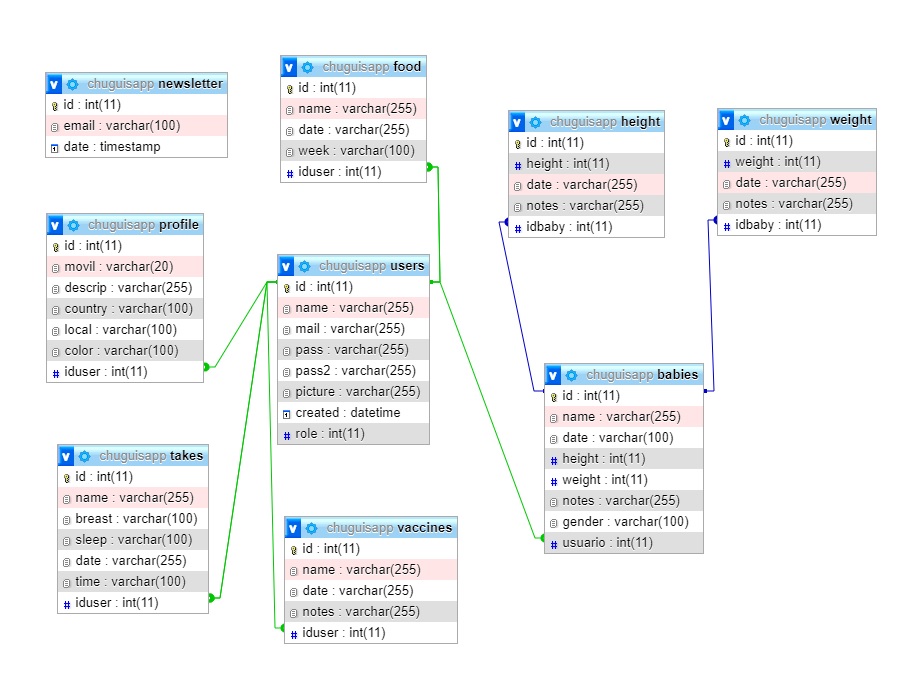 v chuguisapp newsletter
id : int(11)
email : varchar(100)
date : timestamp
v chuguisapp food
id : int(11)
name : varchar(255)
date : varchar(255)
week : varchar(100)
# iduser : int(11)
v chuguisapp height
id : int(11)
# height : int(11)
date : varchar(255)
notes : varchar(255)
# idbaby : int(11)
v chuguisapp weight
id : int(11)
# weight : int(11)
date : varchar(255)
notes : varchar(255)
# idbaby : int(11)
v chuguisapp profile
id : int(11)
movil : varchar(20)
descrip : varchar(255)
country : varchar(100)
local : varchar(100)
color : varchar(100)
# iduser : int(11)
v chuguisapp users
id : int(11)
name : varchar(255)
mail : varchar(255)
pass : varchar(255)
pass2 : varchar(255)
picture : varchar(255)
created : datetime
# role : int(11)
v chuguisapp babies
id : int(11)
name : varchar(255)
date : varchar(100)
# height : int(11)
# weight : int(11)
notes : varchar(255)
gender : varchar(100)
# usuario : int(11)
v chuguisapp takes
id : int(11)
name : varchar(255)
breast : varchar(100)
sleep : varchar(100)
date : varchar(255)
time : varchar(100)
# iduser : int(11)
v chuguisapp vaccines
id : int(11)
name : varchar(255)
date : varchar(255)
notes : varchar(255)
# iduser : int(11)